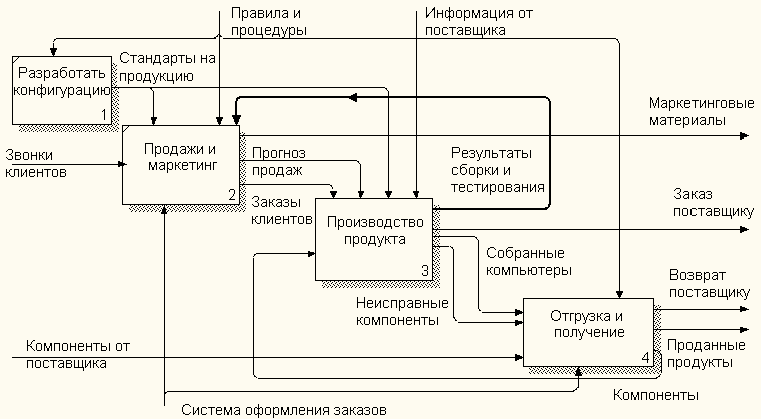 Правила и
процедуры
Информация от
поставщика
Стандарты на
продукцию
Разработать
конфигурацию
1
Маркетинговые
материалы
Звонки
клиентов
Продажи и
маркетинг
2
Прогноз
продаж
Результаты
сборки и
тестирования
Заказы
клиентов
Заказ
поставщику
Производство
продукта
3
Собранные
компьютеры
Возврат
поставщику
Неисправные
компоненты
Отгрузка и
получение
4
Компоненты от
поставщика
Проданные
продукты
Компоненты
Система оформления заказов